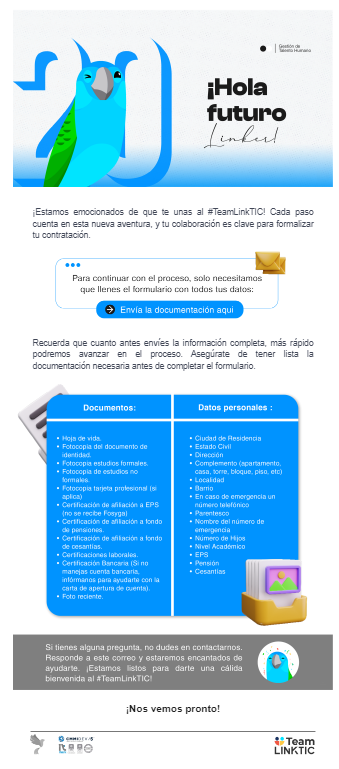 20
Gestión de
Talento Humano
¡Hola
futuro
Linker!
¡Estamos emocionados de que te unas al #TeamLinkTIC! Cada paso
cuenta en esta nueva aventura, y tu colaboración es clave para formalizar
tu contratación.
Para continuar con el proceso, solo necesitamos
que llenes el formulario con todos tus datos:
Envía la documentación aquí
Recuerda que cuanto antes envíes la información completa, más rápido
podremos avanzar en el proceso. Asegúrate de tener lista la
documentación necesaria antes de completar el formulario.
Documentos:
• Hoja de vida.
• Fotocopia del documento de
identidad.
• Fotocopia estudios formales.
• Fotocopia de estudios no
formales.
• Fotocopia tarjeta profesional (si
aplica)
• Certificación de afiliación a EPS
(no se recibe Fosyga)
• Certificación de afiliación a fondo
de pensiones.
• Certificación de afiliación a fondo
de cesantías.
• Certificaciones laborales.
• Certificación Bancaria (Si no
manejas cuenta bancaria,
infórmanos para ayudarte con la
carta de apertura de cuenta).
• Foto reciente.
Datos personales :
• Ciudad de Residencia
• Estado Civil
• Dirección
• Complemento (apartamento,
casa, torre, bloque, piso, etc)
• Localidad
• Barrio
• En caso de emergencia un
número telefónico
• Parentesco
• Nombre del número de
emergencia
• Número de Hijos
• Nivel Académico
• EPS
• Pensión
• Cesantías
Si tienes alguna pregunta, no dudes en contactarnos.
Responde a este correo y estaremos encantados de
ayudarte. ¡Estamos listos para darte una cálida
bienvenida al #TeamLinkTIC!
¡Nos vemos pronto!
Team
LINKTIC